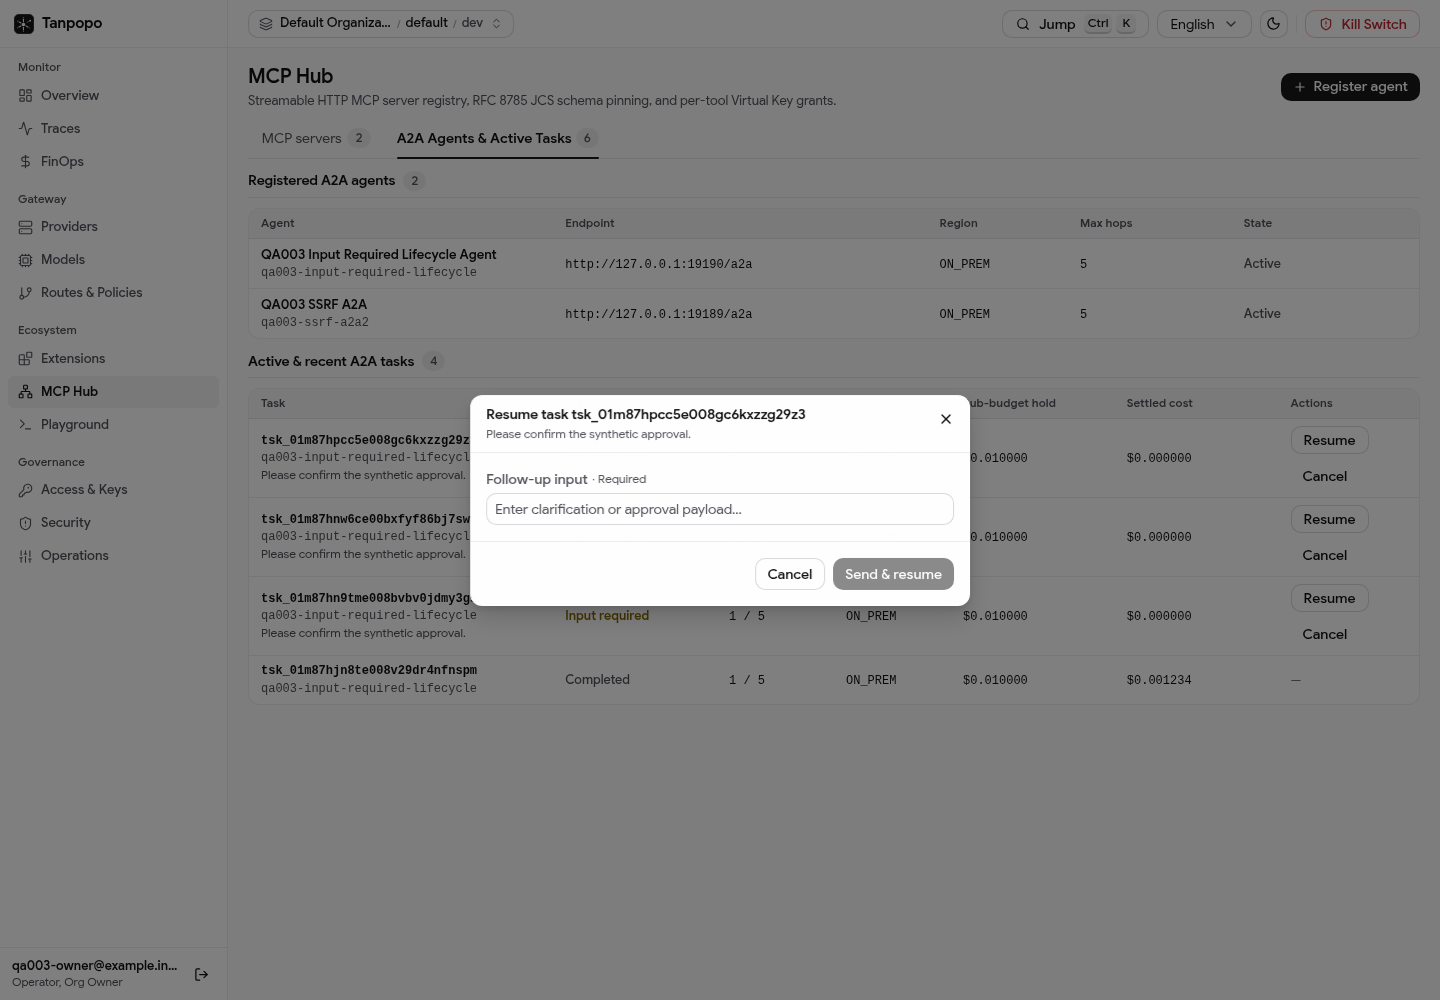 Tanpopo
Default Organiza... / default / dev
Jump Ctrl K
English
Kill Switch
Monitor
Overview
Traces
FinOps
Gateway
Providers
Models
Routes & Policies
Ecosystem
Extensions
MCP Hub
Playground
Governance
Access & Keys
Security
Operations
qa003-owner@example.in...
Operator, Org Owner
MCP Hub
Streamable HTTP MCP server registry, RFC 8785 JCS schema pinning, and per-tool Virtual Key grants.
Register agent
MCP servers 2
A2A Agents & Active Tasks 6
Registered A2A agents 2
Agent Endpoint Region Max hops State
QA003 Input Required Lifecycle Agent
qa003-input-required-lifecycle
http://127.0.0.1:19190/a2a ON_PREM 5 Active
QA003 SSRF A2A
qa003-ssrf-a2a2
http://127.0.0.1:19189/a2a ON_PREM 5 Active
Active & recent A2A tasks 4
Task ub-budget hold Settled cost Actions
tsk_01m87hpcc5e008gc6kxzzg29z
qa003-input-required-lifecycle
Please confirm the synthetic approval.
0.010000 $0.000000
Resume
Cancel
tsk_01m87hnw6ce00bxfyf86bj7sw
qa003-input-required-lifecycle
Please confirm the synthetic approval.
0.010000 $0.000000
Resume
Cancel
tsk_01m87hn9tme008bvbv0jdmy3g
qa003-input-required-lifecycle
Please confirm the synthetic approval.
Input required 1 / 5 ON_PREM $0.010000 $0.000000
Resume
Cancel
tsk_01m87hjn8te008v29dr4nfnspm
qa003-input-required-lifecycle
Completed 1 / 5 ON_PREM $0.010000 $0.001234 —
Resume task tsk_01m87hpcc5e008gc6kxzzg29z3
Please confirm the synthetic approval.
Follow-up input · Required
Enter clarification or approval payload...
Cancel
Send & resume